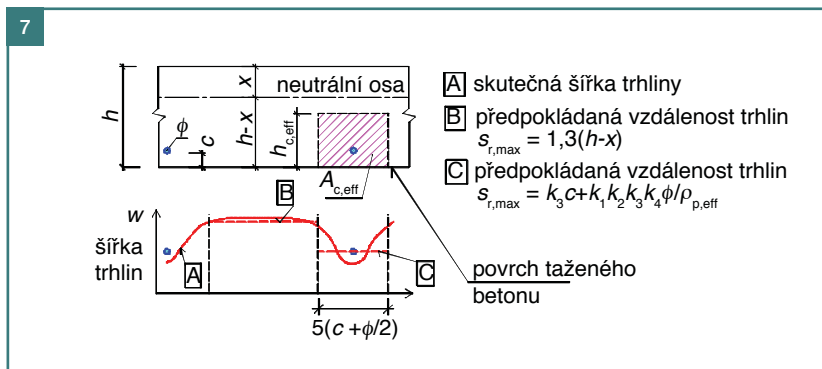 7
neutrální osa
h
x
h-x
h_c,eff
ϕ
c
A_c,eff
A skutečná šířka trhliny
B předpokládaná vzdálenost trhlin
s_r,max = 1,3(h-x)
C předpokládaná vzdálenost trhlin
s_r,max = k_3c+k_1k_2k_3k_4ϕ/ρ_p,eff
w
šířka
trhlin
B
A
C
5(c +ϕ/2)
povrch taženého
betonu